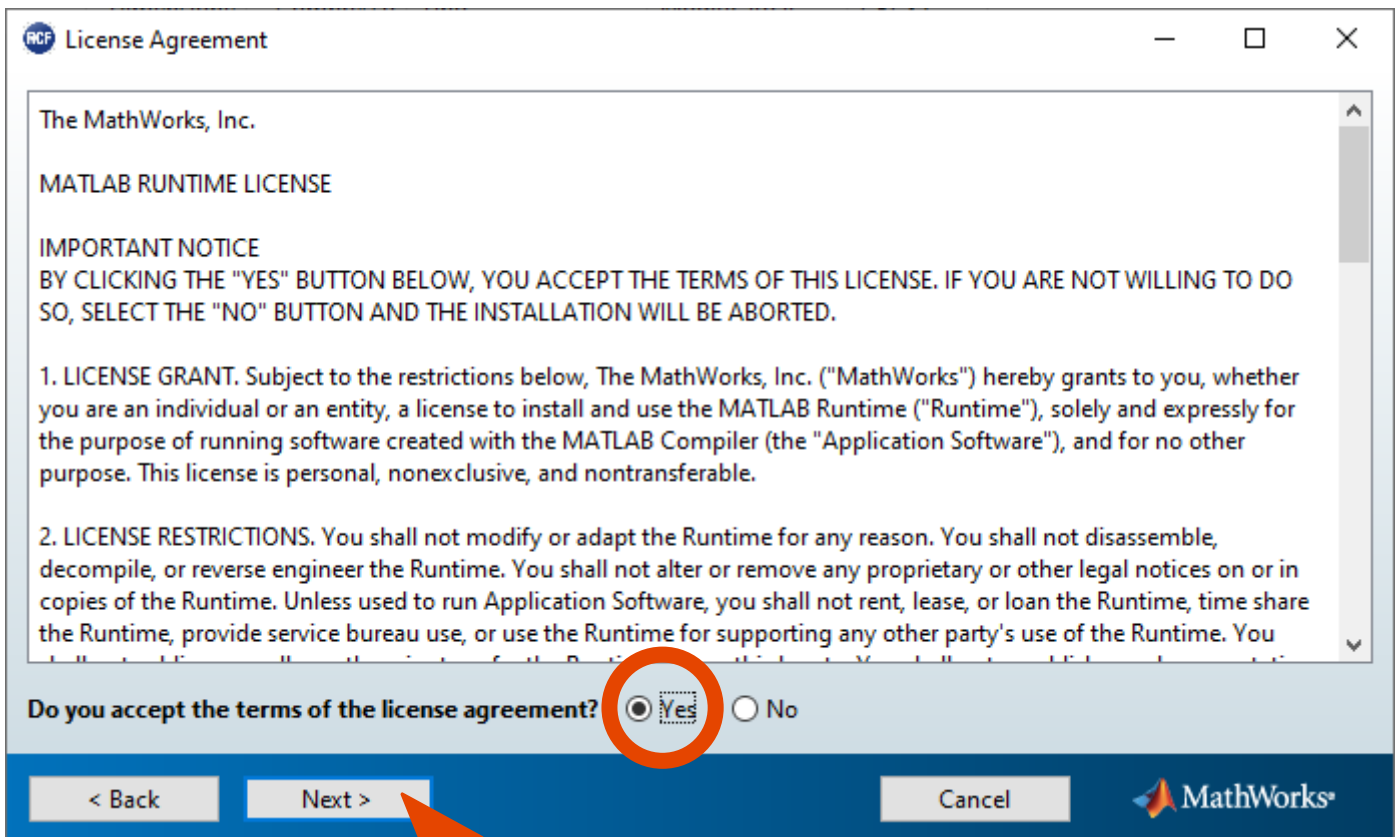 RCF License Agreement
The MathWorks, Inc.
MATLAB RUNTIME LICENSE
IMPORTANT NOTICE
BY CLICKING THE "YES" BUTTON BELOW, YOU ACCEPT THE TERMS OF THIS LICENSE. IF YOU ARE NOT WILLING TO DO
SO, SELECT THE "NO" BUTTON AND THE INSTALLATION WILL BE ABORTED.
1. LICENSE GRANT. Subject to the restrictions below, The MathWorks, Inc. ("MathWorks") hereby grants to you, whether
you are an individual or an entity, a license to install and use the MATLAB Runtime ("Runtime"), solely and expressly for
the purpose of running software created with the MATLAB Compiler (the "Application Software"), and for no other
purpose. This license is personal, nonexclusive, and nontransferable.
2. LICENSE RESTRICTIONS. You shall not modify or adapt the Runtime for any reason. You shall not disassemble,
decompile, or reverse engineer the Runtime. You shall not alter or remove any proprietary or other legal notices on or in
copies of the Runtime. Unless used to run Application Software, you shall not rent, lease, or loan the Runtime, time share
the Runtime, provide service bureau use, or use the Runtime for supporting any other party's use of the Runtime. You
Do you accept the terms of the license agreement? Yes No
< Back Next > Cancel MathWorks®